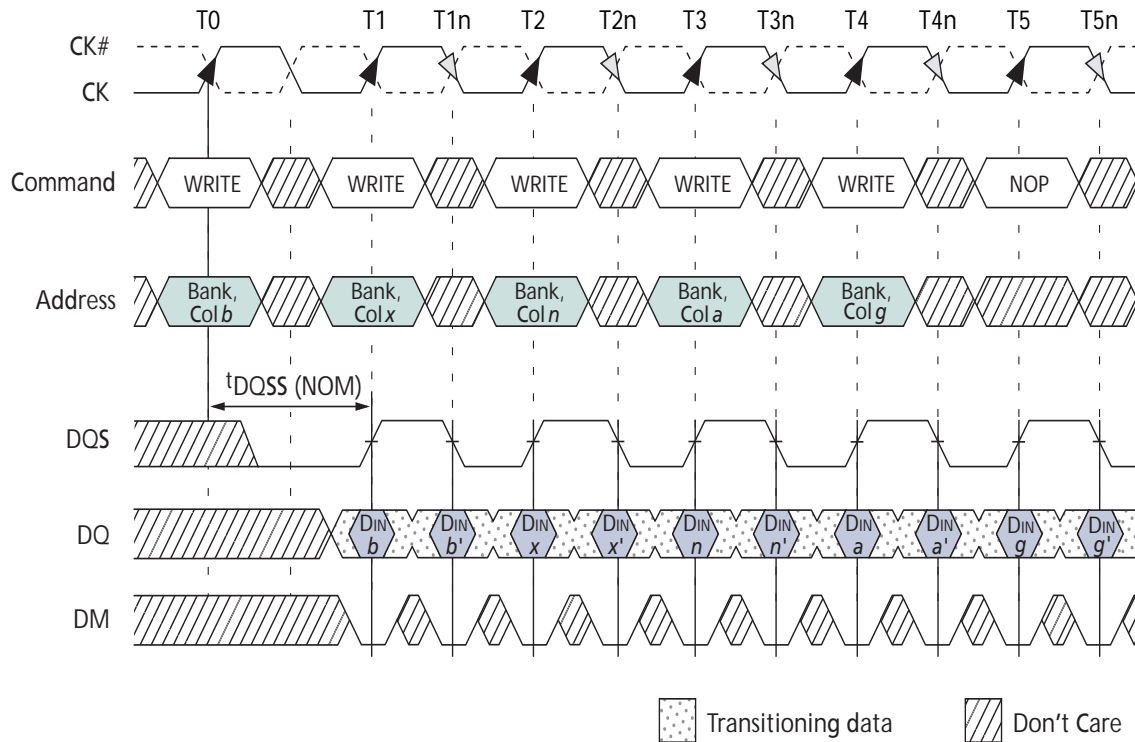 T0 T1 T1n T2 T2n T3 T3n T4 T4n T5 T5n
CK#
CK
Command WRITE WRITE WRITE WRITE WRITE NOP
Address Bank, Bank, Bank, Bank, Bank,
Col b Col x Col n Col a Col g
tDQSS (NOM)
DQS
DQ DIN DIN DIN DIN DIN DIN DIN DIN DIN DIN
b b' x x' n n' a a' g g'
DM
Transitioning data Don't Care